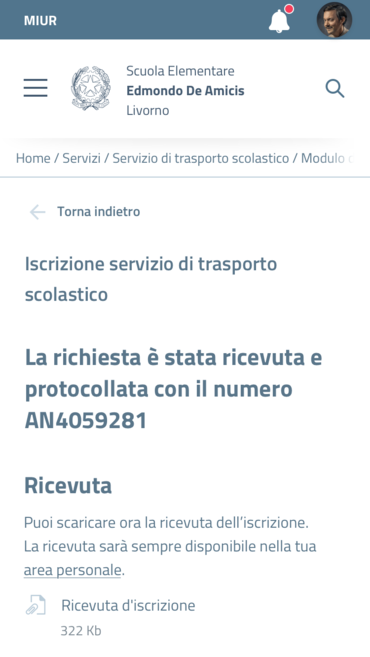 MIUR
Scuola Elementare
Edmondo De Amicis
Livorno
Home / Servizi / Servizio di trasporto scolastico / Modulo
Torna indietro
Iscrizione servizio di trasporto
scolastico
La richiesta è stata ricevuta e
protocollata con il numero
AN4059281
Ricevuta
Puoi scaricare ora la ricevuta dell’iscrizione.
La ricevuta sarà sempre disponibile nella tua
area personale.
Ricevuta d'iscrizione
322 Kb